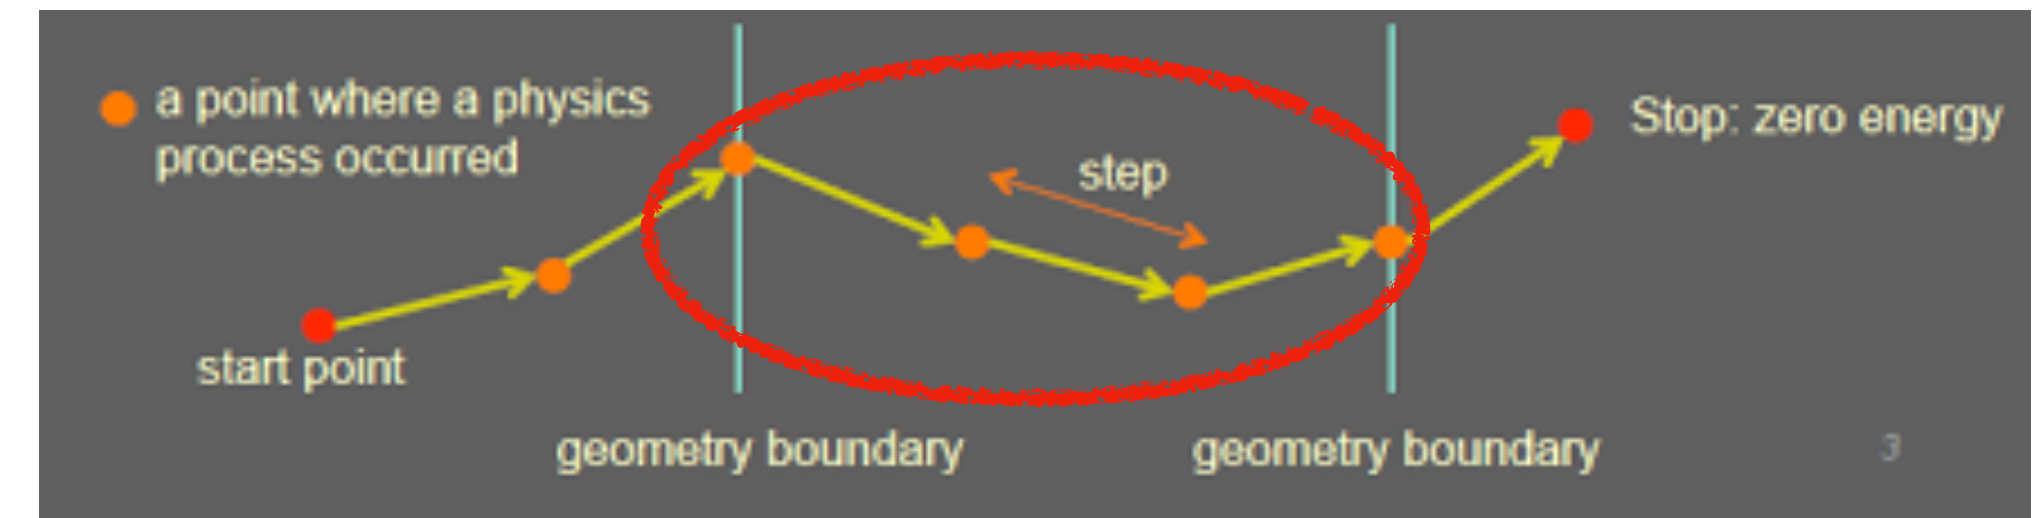 a point where a physics
process occurred
step
Stop: zero energy
start point
geometry boundary
geometry boundary
3